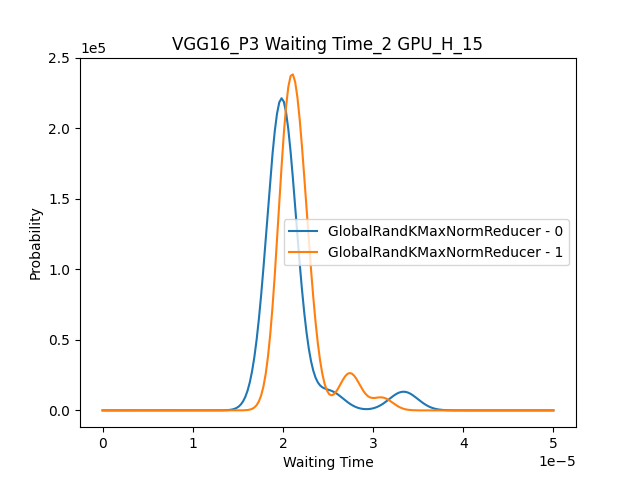 VGG16_P3 Waiting Time_2 GPU_H_15
1e5
2.5
2.0
1.5
1.0
0.5
0.0
Probability
GlobalRandKMaxNormReducer - 0
GlobalRandKMaxNormReducer - 1
0 1 2 3 4 5
1e−5
Waiting Time